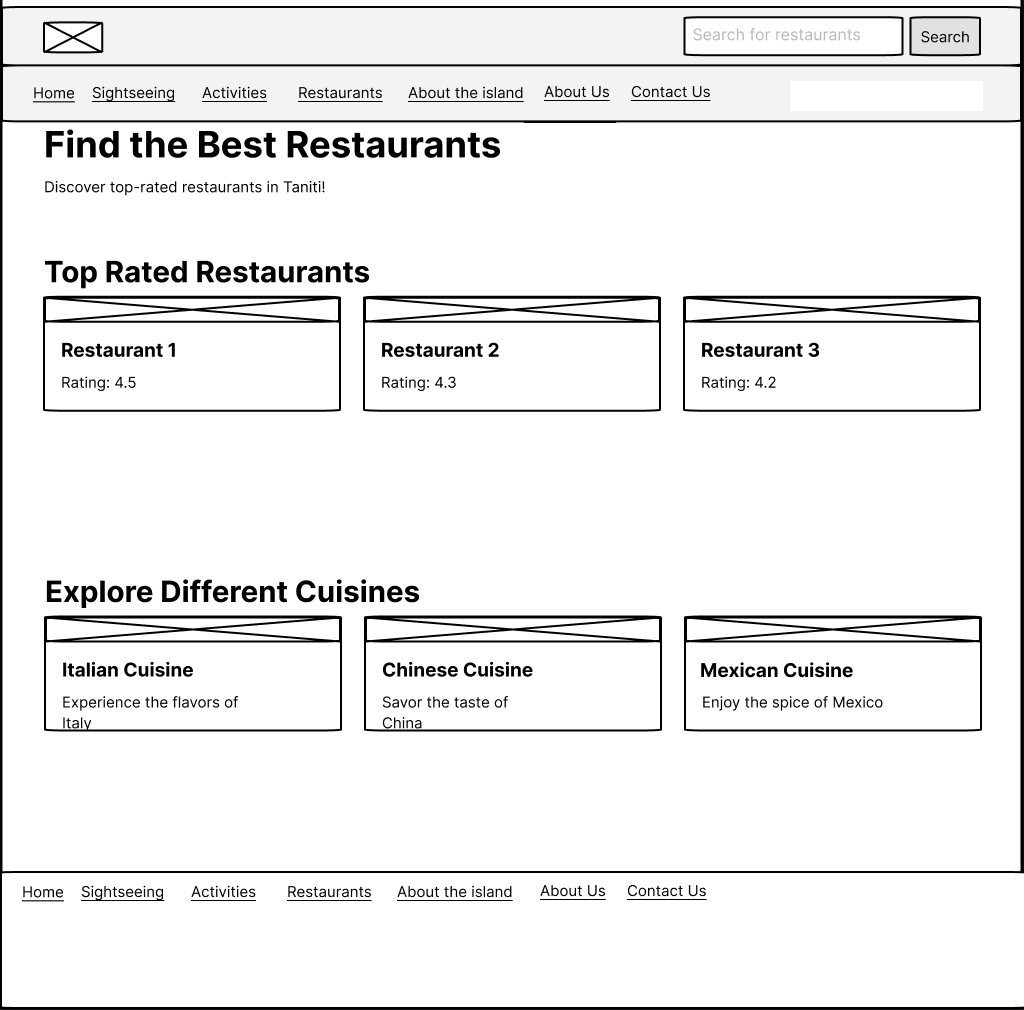 Search for restaurants Search
Home Sightseeing Activities Restaurants About the island About Us Contact Us
Find the Best Restaurants
Discover top-rated restaurants in Taniti!
Top Rated Restaurants
Restaurant 1
Rating: 4.5
Restaurant 2
Rating: 4.3
Restaurant 3
Rating: 4.2
Explore Different Cuisines
Italian Cuisine
Experience the flavors of
Italy
Chinese Cuisine
Savor the taste of
China
Mexican Cuisine
Enjoy the spice of Mexico
Home Sightseeing Activities Restaurants About the island About Us Contact Us